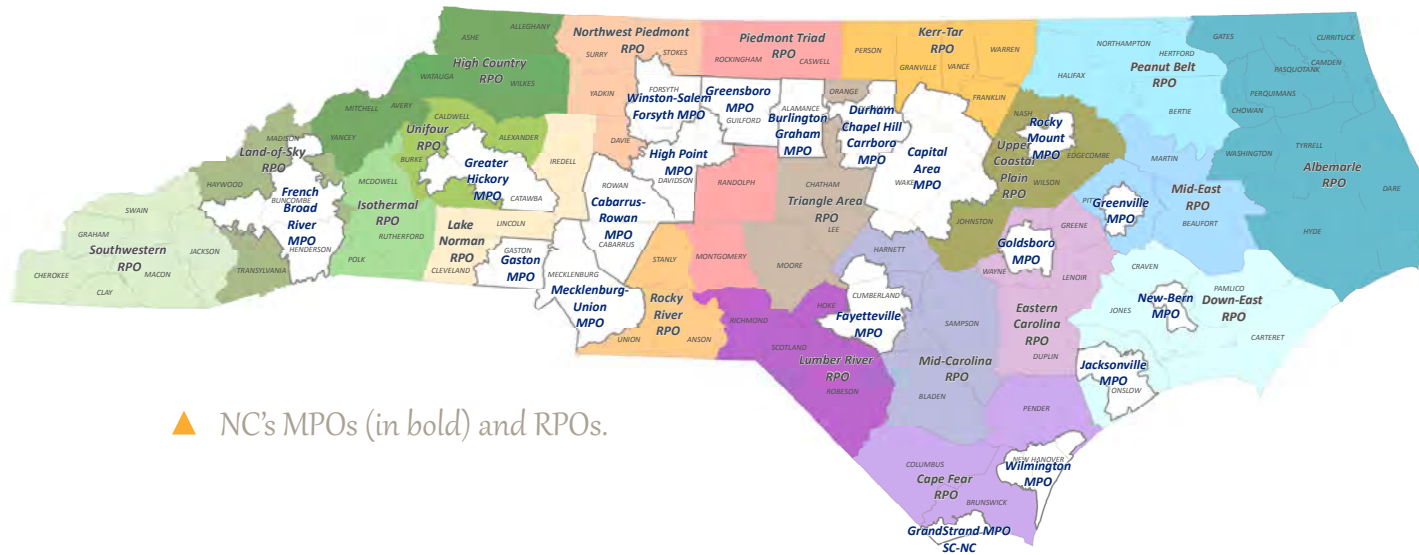 ALLEGHANY
ASHE
High Country
RPO
WATAUGA
WILKES
MITCHELL
AVERY
YANCEY
Northwest Piedmont
RPO
SURRY
STOKES
YADKIN
DAVIE
Piedmont Triad
RPO
ROCKINGHAM
CASWELL
RANDOLPH
MONTGOMERY
Kerr-Tar
RPO
PERSON
GRANVILLE
VANCE
WARREN
FRANKLIN
NORTHAMPTON
HERTFORD
Peanut Belt
RPO
HALIFAX
BERTIE
GATES
CURRITUCK
CAMDEN
PASQUOTANK
PERQUIMANS
CHOWAN
WASHINGTON
TYRRELL
Albemarle
RPO
DARE
HYDE
FORSYTH
Winston-Salem
Forsyth MPO
Greensboro
MPO
GUILFORD
ALAMANCE
Burlington
Graham
MPO
ORANGE
Durham
Chapel Hill
Carrboro
MPO
High Point
MPO
DAVIDSON
Capital
Area
MPO
WAKE
NASH
Rocky
Mount
MPO
EDGECOMBE
Upper
Coastal
Plain
RPO
WILSON
JOHNSTON
MARTIN
Mid-East
RPO
BEAUFORT
PIT
Greenville
MPO
CALDWELL
Unifour
RPO
ALEXANDER
BURKE
Greater
Hickory
MPO
CATAWBA
IREDELL
MADISON
Land-of-Sky
RPO
HAYWOOD
French
BUNCOMBE
Broad
River
MPO
HENDERSON
TRANSYLVANIA
MCDOWELL
Isothermal
RPO
RUTHERFORD
POLK
Lake
Norman
RPO
LINCOLN
CLEVELAND
GASTON
Gaston
MPO
ROWAN
Cabarrus-
Rowan
MPO
CABARRUS
MECKLENBURG
Mecklenburg-
Union
MPO
SWAIN
GRAHAM
Southwestern
RPO
JACKSON
CHEROKEE
MACON
CLAY
CHATHAM
Triangle Area
RPO
LEE
MOORE
STANLY
Rocky
River
RPO
UNION
ANSON
HARNETT
CUMBERLAND
Fayetteville
MPO
HOKE
RICHMOND
SCOTLAND
Lumber River
RPO
ROBESON
SAMPSON
Mid-Carolina
RPO
BLADEN
GREENE
Goldsboro
MPO
WAYNE
LENOIR
Eastern
Carolina
RPO
DUPLIN
CRAVEN
PAMLICO
New-Bern
MPO
Down-East
RPO
JONES
CARTERET
Jacksonville
MPO
ONSLOW
PENDER
NEW HANOVER
Wilmington
MPO
COLUMBUS
Cape Fear
RPO
BRUNSWICK
GrandStrand MPO
SC-NC
NC's MPOs (in bold) and RPOs.